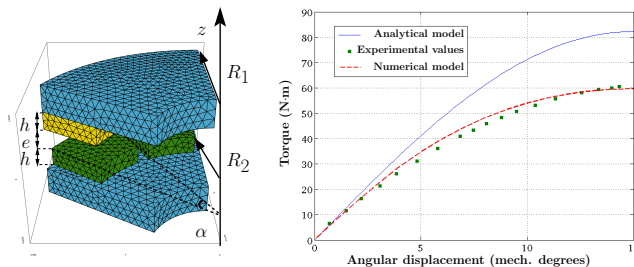 z
R1
h
e
h
R2
α
Torque (N·m)
90
80
70
60
50
40
30
20
10
0
Analytical model
Experimental values
Numerical model
0 5 10 1
Angular displacement (mech. degrees)